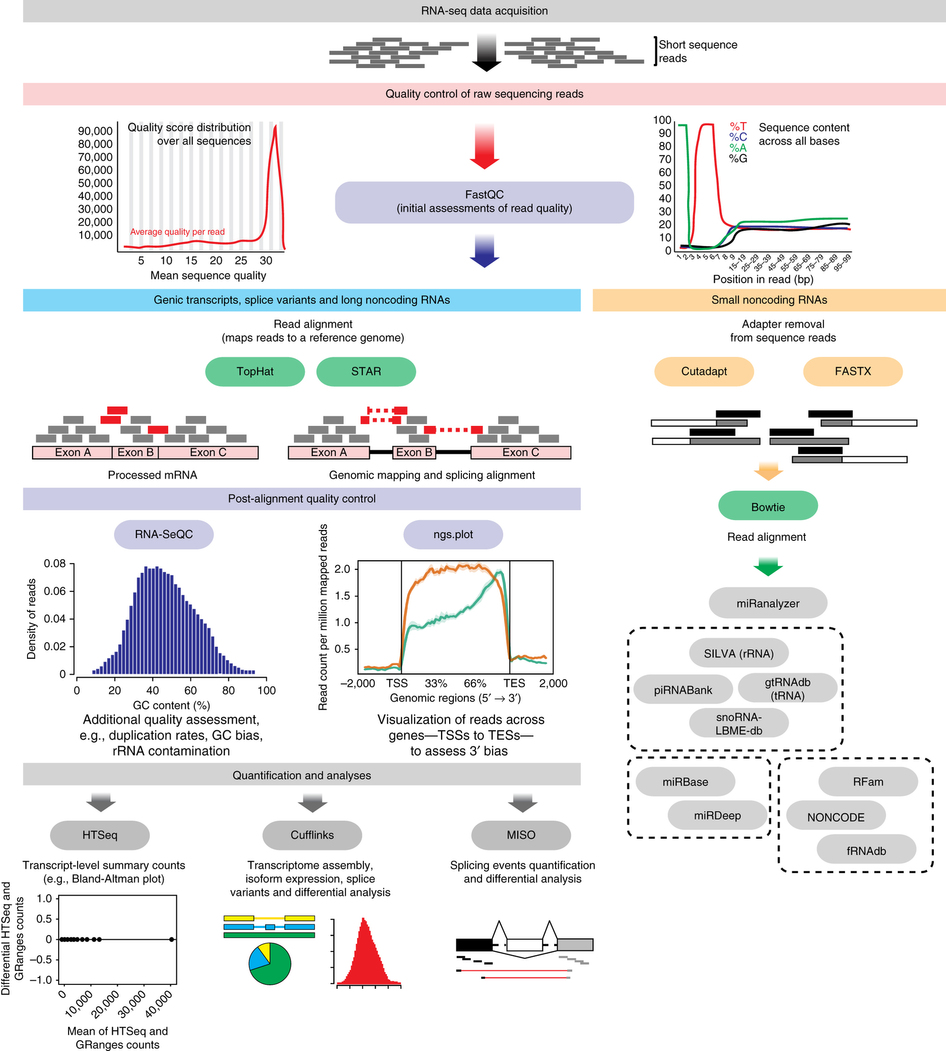 RNA-seq data acquisition
Short sequence
reads
Quality control of raw sequencing reads
Quality score distribution
over all sequences
90,000
80,000
70,000
60,000
50,000
40,000
30,000
20,000
10,000
Average quality per read
5 10 15 20 25 30
Mean sequence quality
FastQC
(initial assessments of read quality)
%T
%C
%A
%G
Sequence content
across all bases
100
90
80
70
60
50
40
30
20
10
0
1 2 3 4 5 6 7 8 9 15–19 25–29 35–39 45–49 55–59 65–69 75–79 85–89 95–99
Position in read (bp)
Genic transcripts, splice variants and long noncoding RNAs
Read alignment
(maps reads to a reference genome)
TopHat
STAR
Exon A Exon B Exon C
Processed mRNA
Exon A Exon B Exon C
Genomic mapping and splicing alignment
Small noncoding RNAs
Adapter removal
from sequence reads
Cutadapt
FASTX
Bowtie
Read alignment
miRanalyzer
SILVA (rRNA)
piRNABank
gtRNAdb
(tRNA)
snoRNA-
LBME-db
miRBase
miRDeep
RFam
NONCODE
fRNAdb
Post-alignment quality control
RNA-SeQC
Density of reads
0.08
0.06
0.04
0.02
0
0 20 40 60 80 100
GC content (%)
Additional quality assessment,
e.g., duplication rates, GC bias,
rRNA contamination
ngs.plot
Read count per million mapped reads
2.0
1.5
1.0
0.5
−2,000 TSS 33% 66% TES 2,000
Genomic regions (5′ → 3′)
Visualization of reads across
genes—TSSs to TESs—
to assess 3′ bias
Quantification and analyses
HTSeq
Transcript-level summary counts
(e.g., Bland-Altman plot)
Differential HTSeq and
GRanges counts
1.0
0.5
0
−0.5
−1.0
0 10,000 20,000 30,000 40,000
Mean of HTSeq and
GRanges counts
Cufflinks
Transcriptome assembly,
isoform expression, splice
variants and differential analysis
MISO
Splicing events quantification
and differential analysis